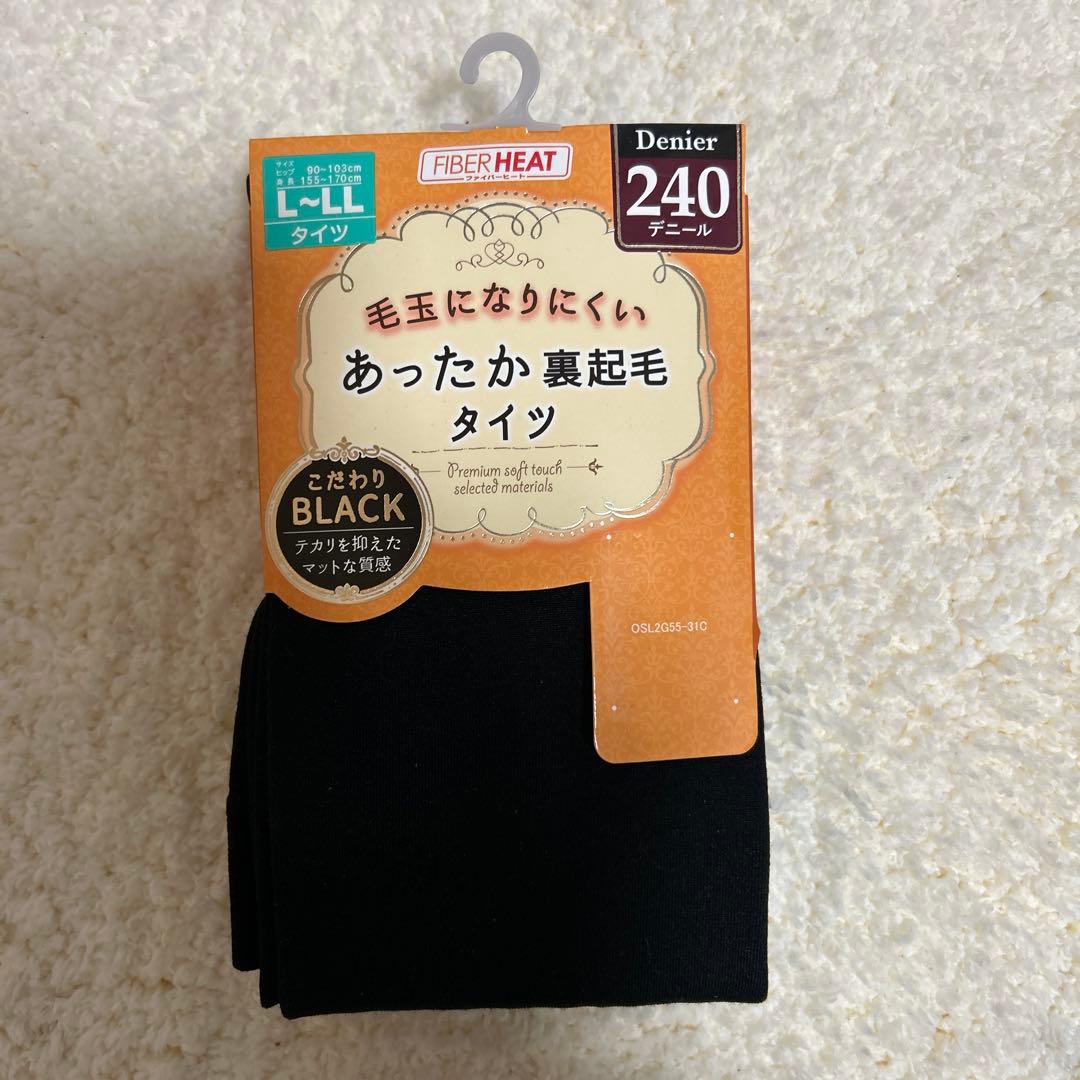 サイズ
ヒップ 90~103cm
身長 155~170cm
L~LL
タイツ
FIBER HEAT
ファイバーヒート
Denier
240
デニール
毛玉になりにくい
あったか裏起毛
タイツ
Premium soft touch
selected materials
こだわり
BLACK
テカリを抑えた
マットな質感
OSL2G55-31C